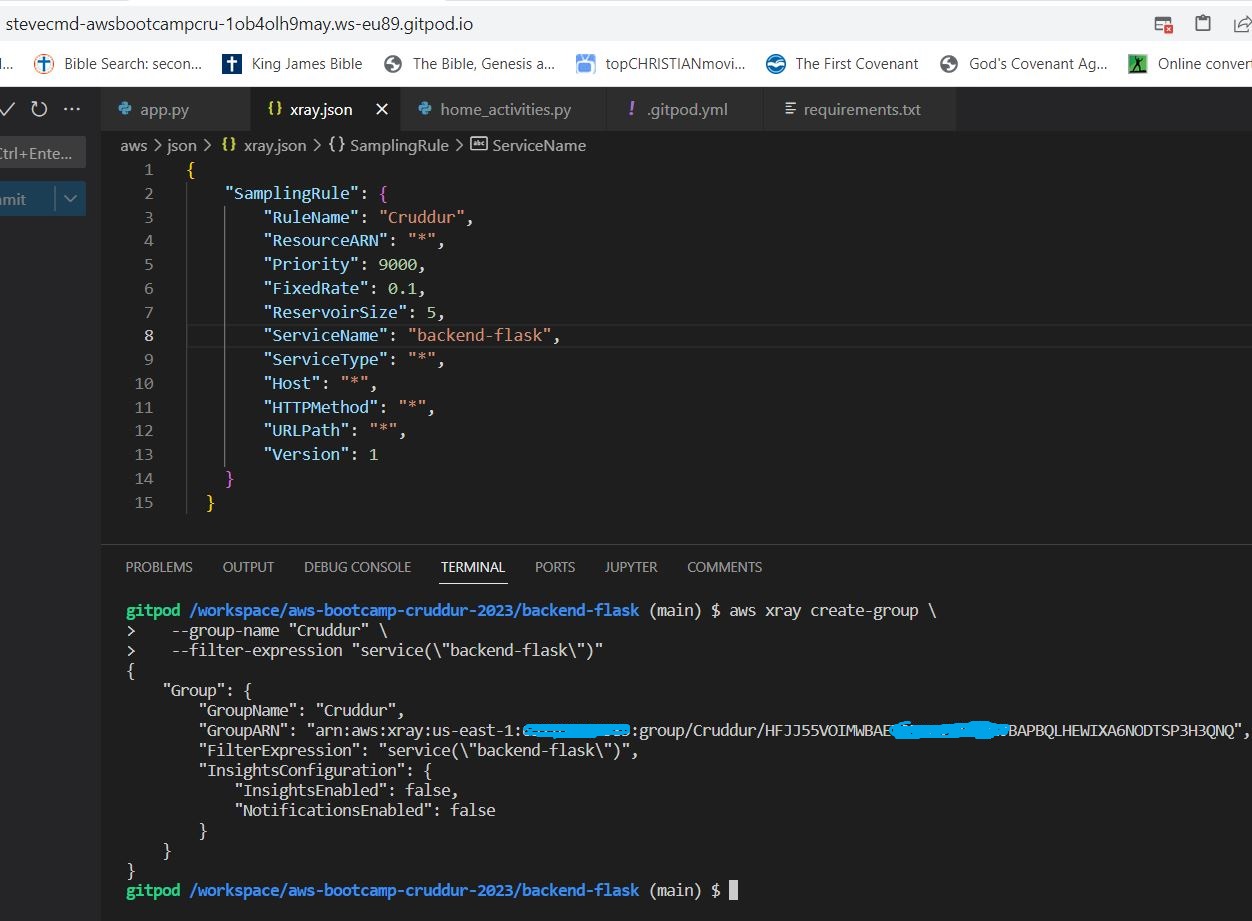 stevecmd-awsbootcampcru-1ob4olh9may.ws-eu89.gitpod.io
Bible Search: secon... King James Bible The Bible, Genesis a... topCHRISTIANmovi... The First Covenant God's Covenant Ag... Online convert
app.py {} xray.json × home_activities.py ! .gitpod.yml requirements.txt
aws > json > {} xray.json > {} SamplingRule > abc ServiceName
Ctrl+Ente...
mit
1 {
2 "SamplingRule": {
3 "RuleName": "Cruddur",
4 "ResourceARN": "*",
5 "Priority": 9000,
6 "FixedRate": 0.1,
7 "ReservoirSize": 5,
8 "ServiceName": "backend-flask",
9 "ServiceType": "*",
10 "Host": "*",
11 "HTTPMethod": "*",
12 "URLPath": "*",
13 "Version": 1
14 }
15 }
PROBLEMS OUTPUT DEBUG CONSOLE TERMINAL PORTS JUPYTER COMMENTS
gitpod /workspace/aws-bootcamp-cruddur-2023/backend-flask (main) $ aws xray create-group \
> --group-name "Cruddur" \
> --filter-expression "service(\"backend-flask\")"
{
"Group": {
"GroupName": "Cruddur",
"GroupARN": "arn:aws:xray:us-east-1: :group/Cruddur/HFJJ55VOIMWBAE BAPBQLHEWIXA6NODTSP3H3QNQ",
"FilterExpression": "service(\"backend-flask\")",
"InsightsConfiguration": {
"InsightsEnabled": false,
"NotificationsEnabled": false
}
}
}
gitpod /workspace/aws-bootcamp-cruddur-2023/backend-flask (main) $